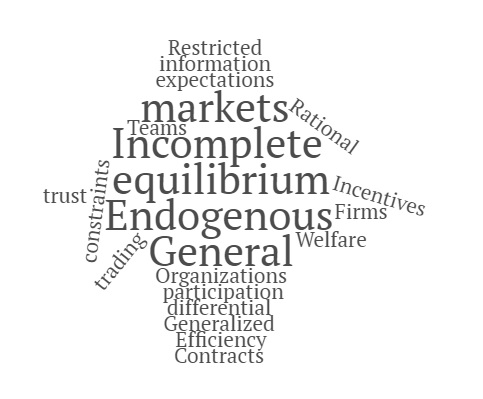 Restricted
information
expectations
markets
Rational
Teams
Incomplete
equilibrium
Incentives
trust
constraints
Endogenous
Firms
Welfare
trading
General
Organizations
participation
differential
Generalized
Efficiency
Contracts